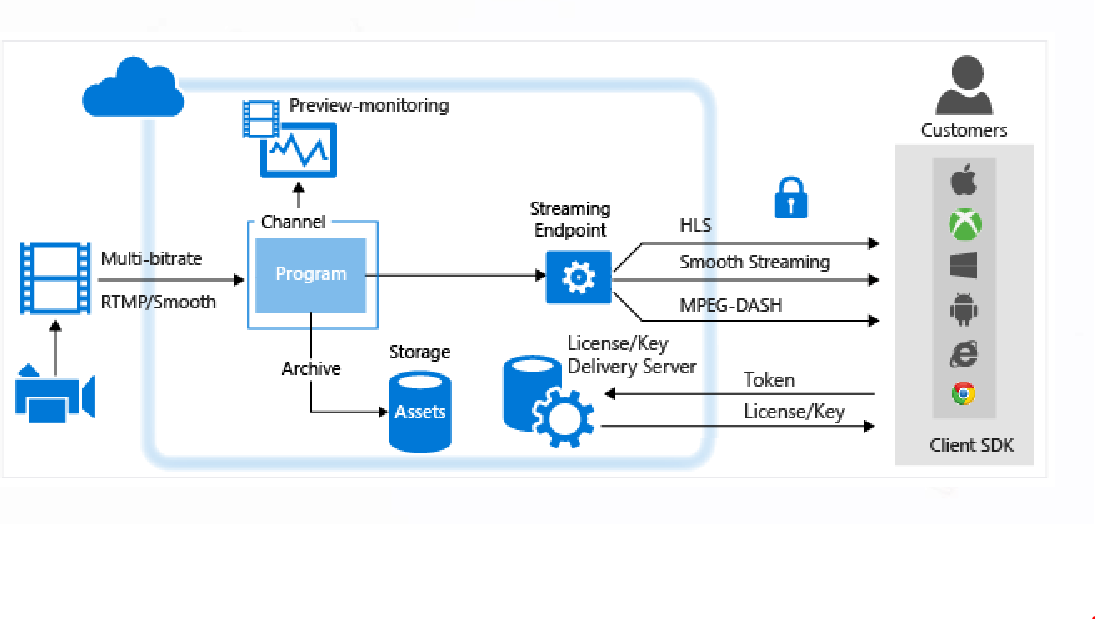 Preview-monitoring
Customers
Channel
Streaming
Endpoint
HLS
Multi-bitrate
Program
Smooth Streaming
RTMP/Smooth
MPEG-DASH
License/Key
Storage
Delivery Server
Archive
Token
Assets
License/Key
Client SDK